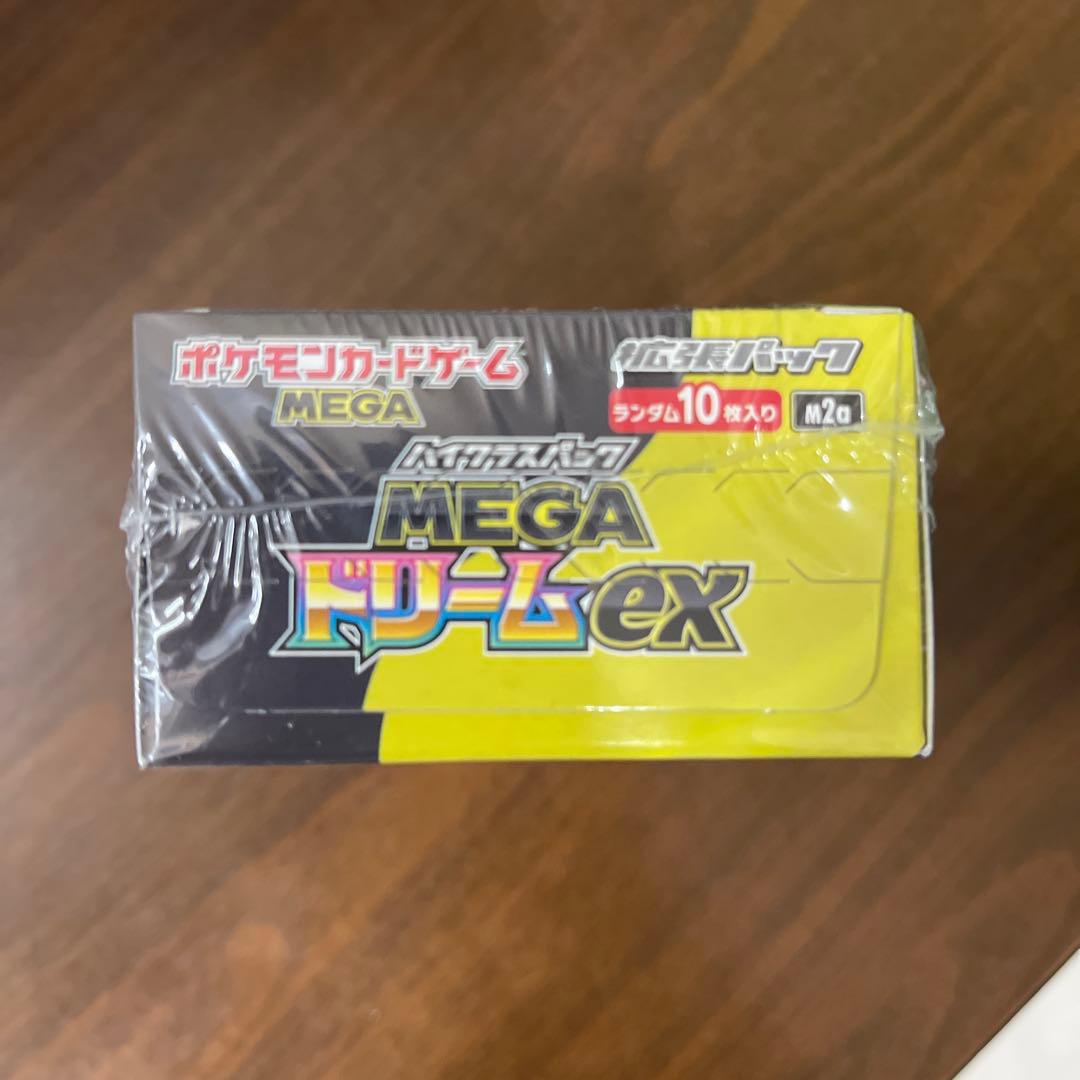 ポケモンカードゲーム
MEGA
拡張パック
ランダム10枚入り M2a
ハイクラスパック
MEGA
ドリームex